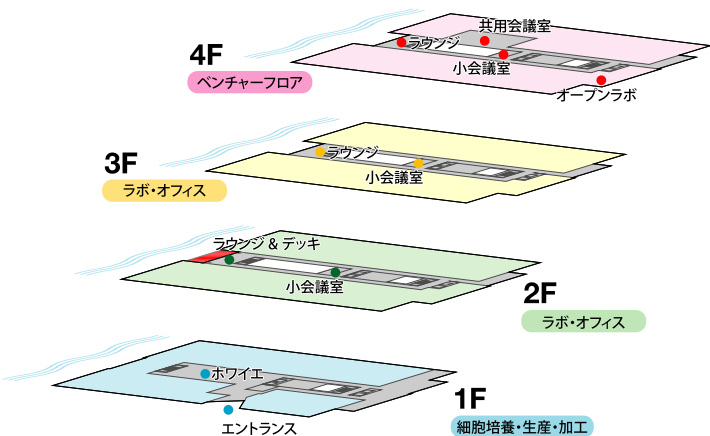 4F
ベンチャーフロア
ラウンジ
共用会議室
小会議室
オープンラボ
3F
ラボ・オフィス
ラウンジ
小会議室
ラウンジ & デッキ
小会議室
2F
ラボ・オフィス
ホワイエ
エントランス
1F
細胞培養・生産・加工